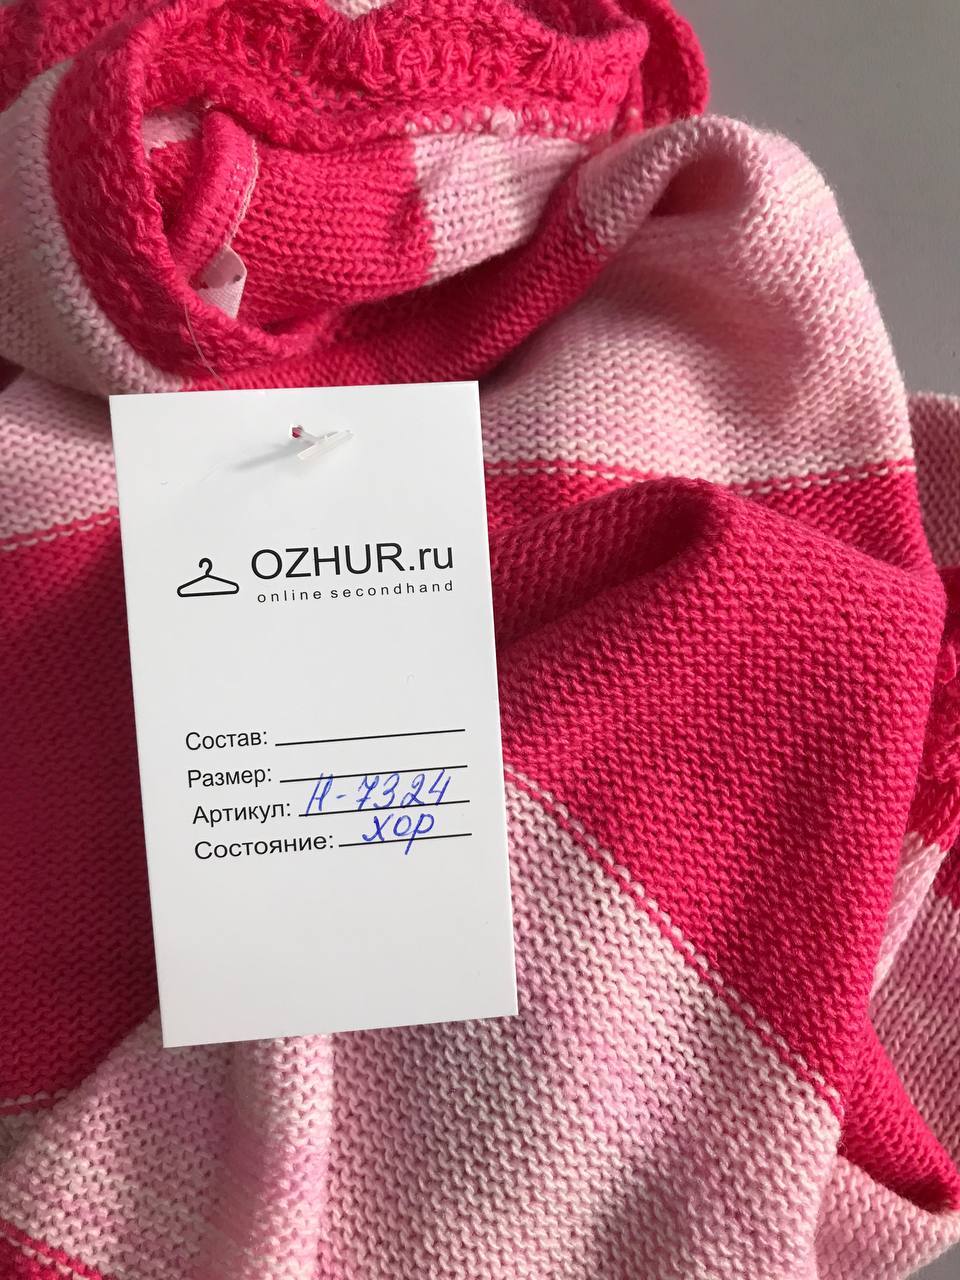 OZHUR.ru
online secondhand
Состав:
Размер:
Артикул: Н-7324
Состояние: хор